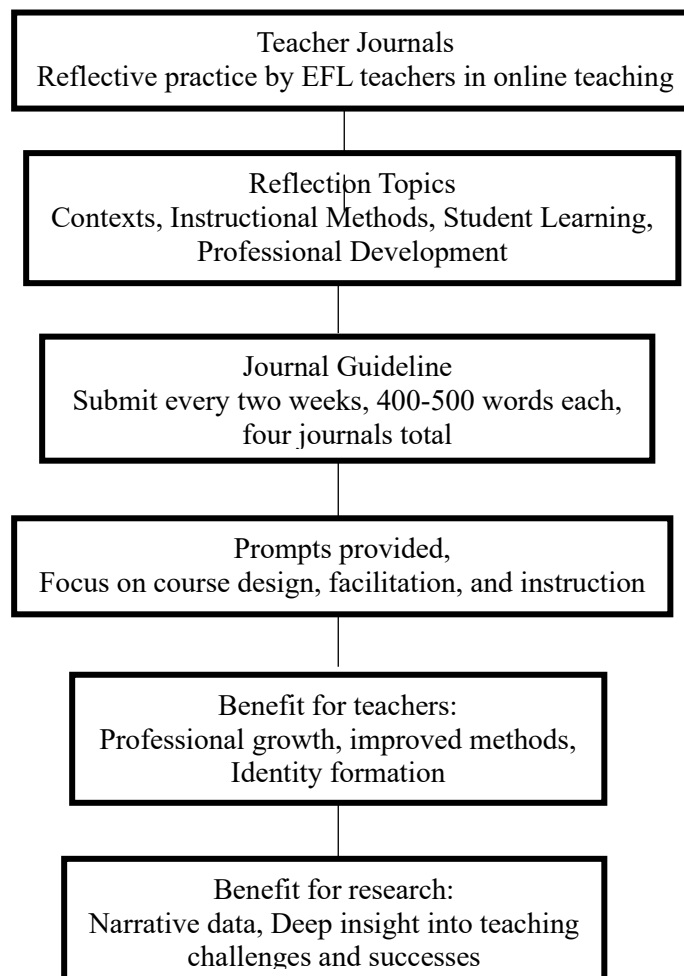 Teacher Journals
Reflective practice by EFL teachers in online teaching
Reflection Topics
Contexts, Instructional Methods, Student Learning,
Professional Development
Journal Guideline
Submit every two weeks, 400-500 words each,
four journals total
Prompts provided,
Focus on course design, facilitation, and instruction
Benefit for teachers:
Professional growth, improved methods,
Identity formation
Benefit for research:
Narrative data, Deep insight into teaching
challenges and successes